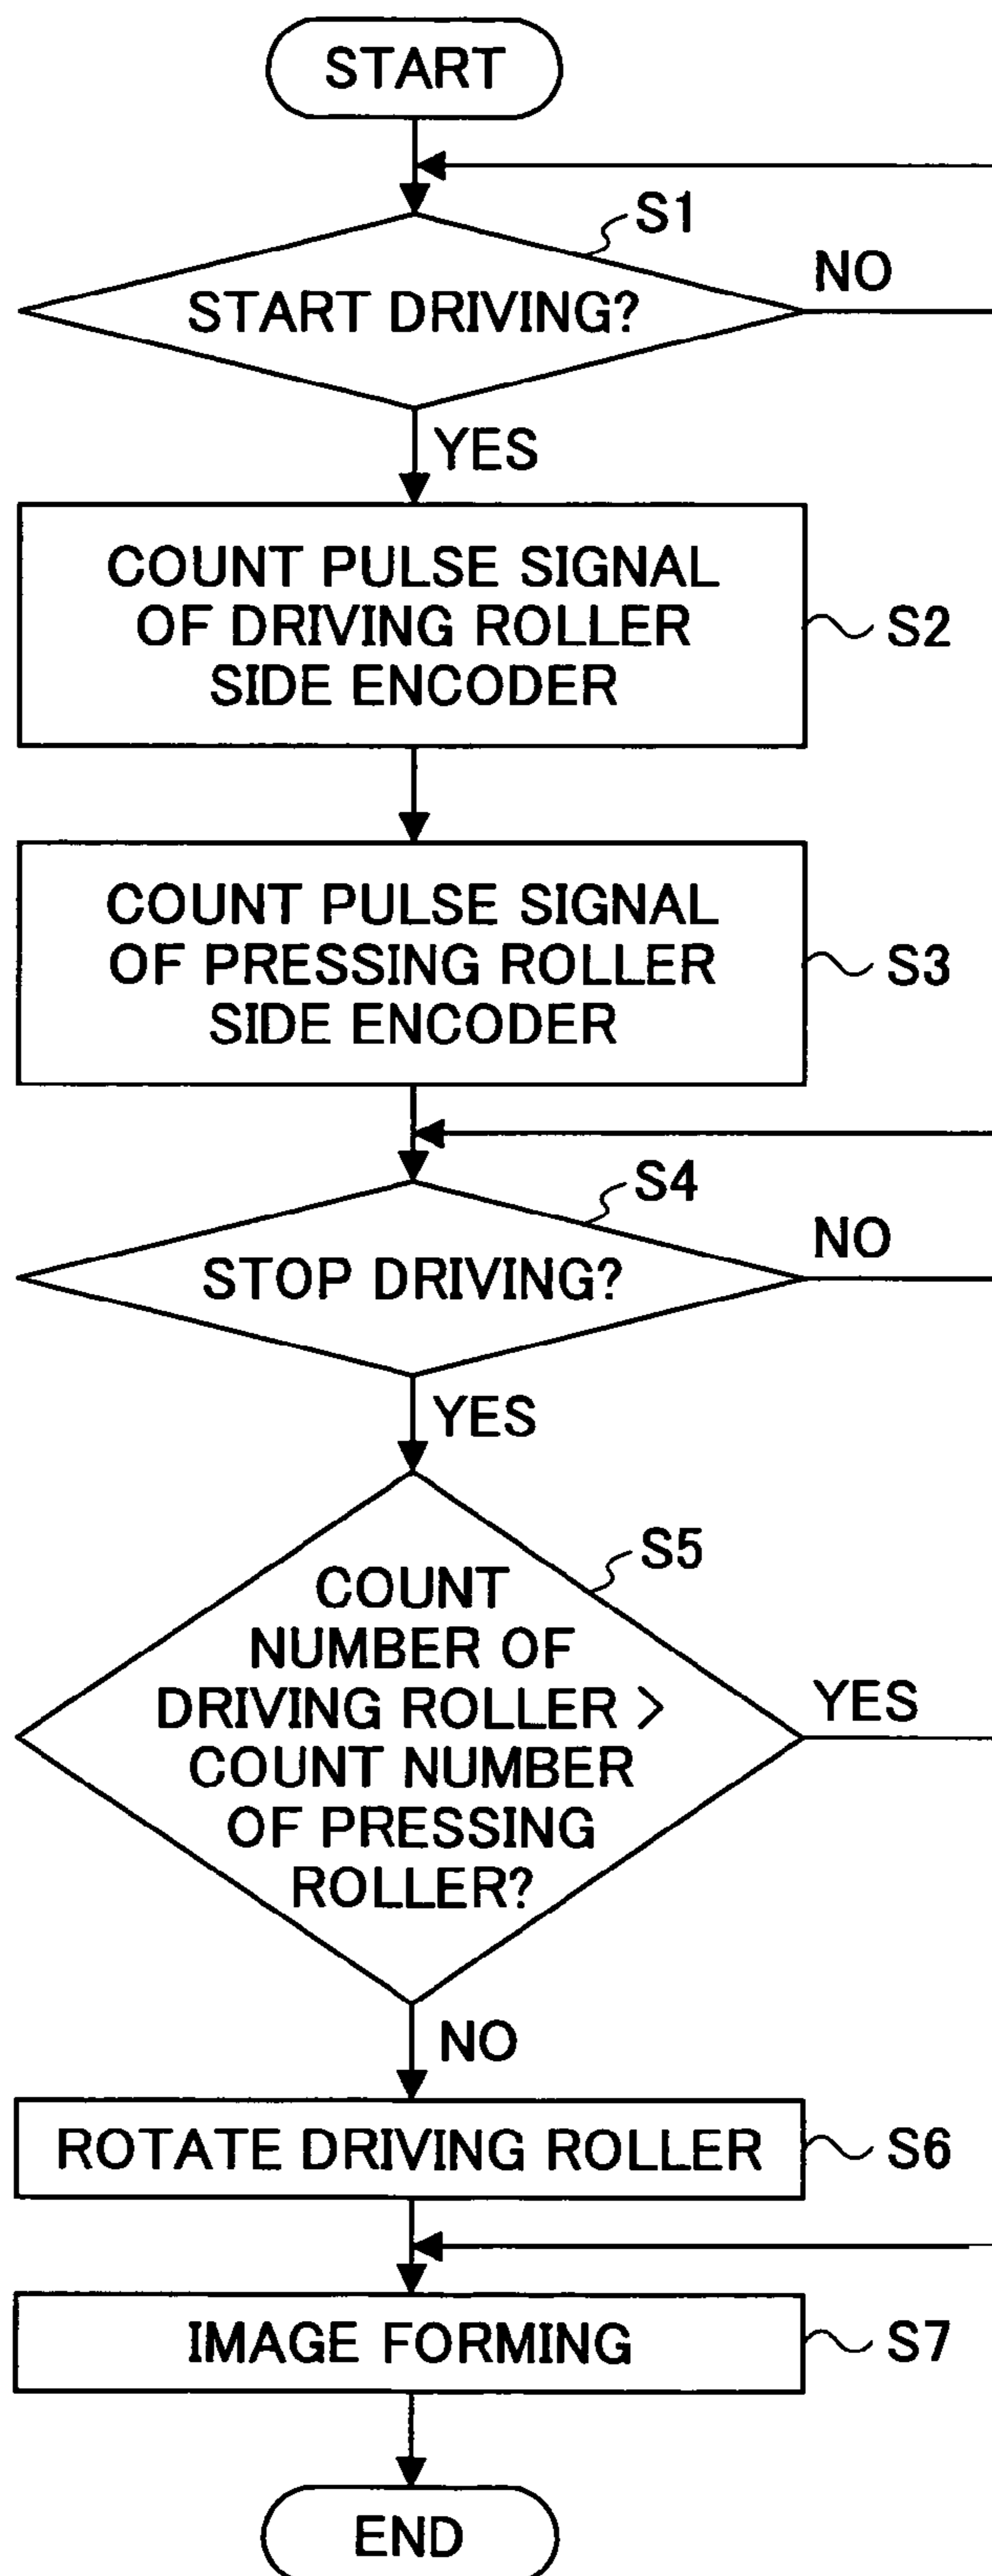 START
S1
START DRIVING?
NO
YES
COUNT PULSE SIGNAL
OF DRIVING ROLLER
SIDE ENCODER
S2
COUNT PULSE SIGNAL
OF PRESSING ROLLER
SIDE ENCODER
S3
S4
STOP DRIVING?
NO
YES
S5
COUNT
NUMBER OF
DRIVING ROLLER >
COUNT NUMBER
OF PRESSING
ROLLER?
YES
NO
ROTATE DRIVING ROLLER
S6
IMAGE FORMING
S7
END